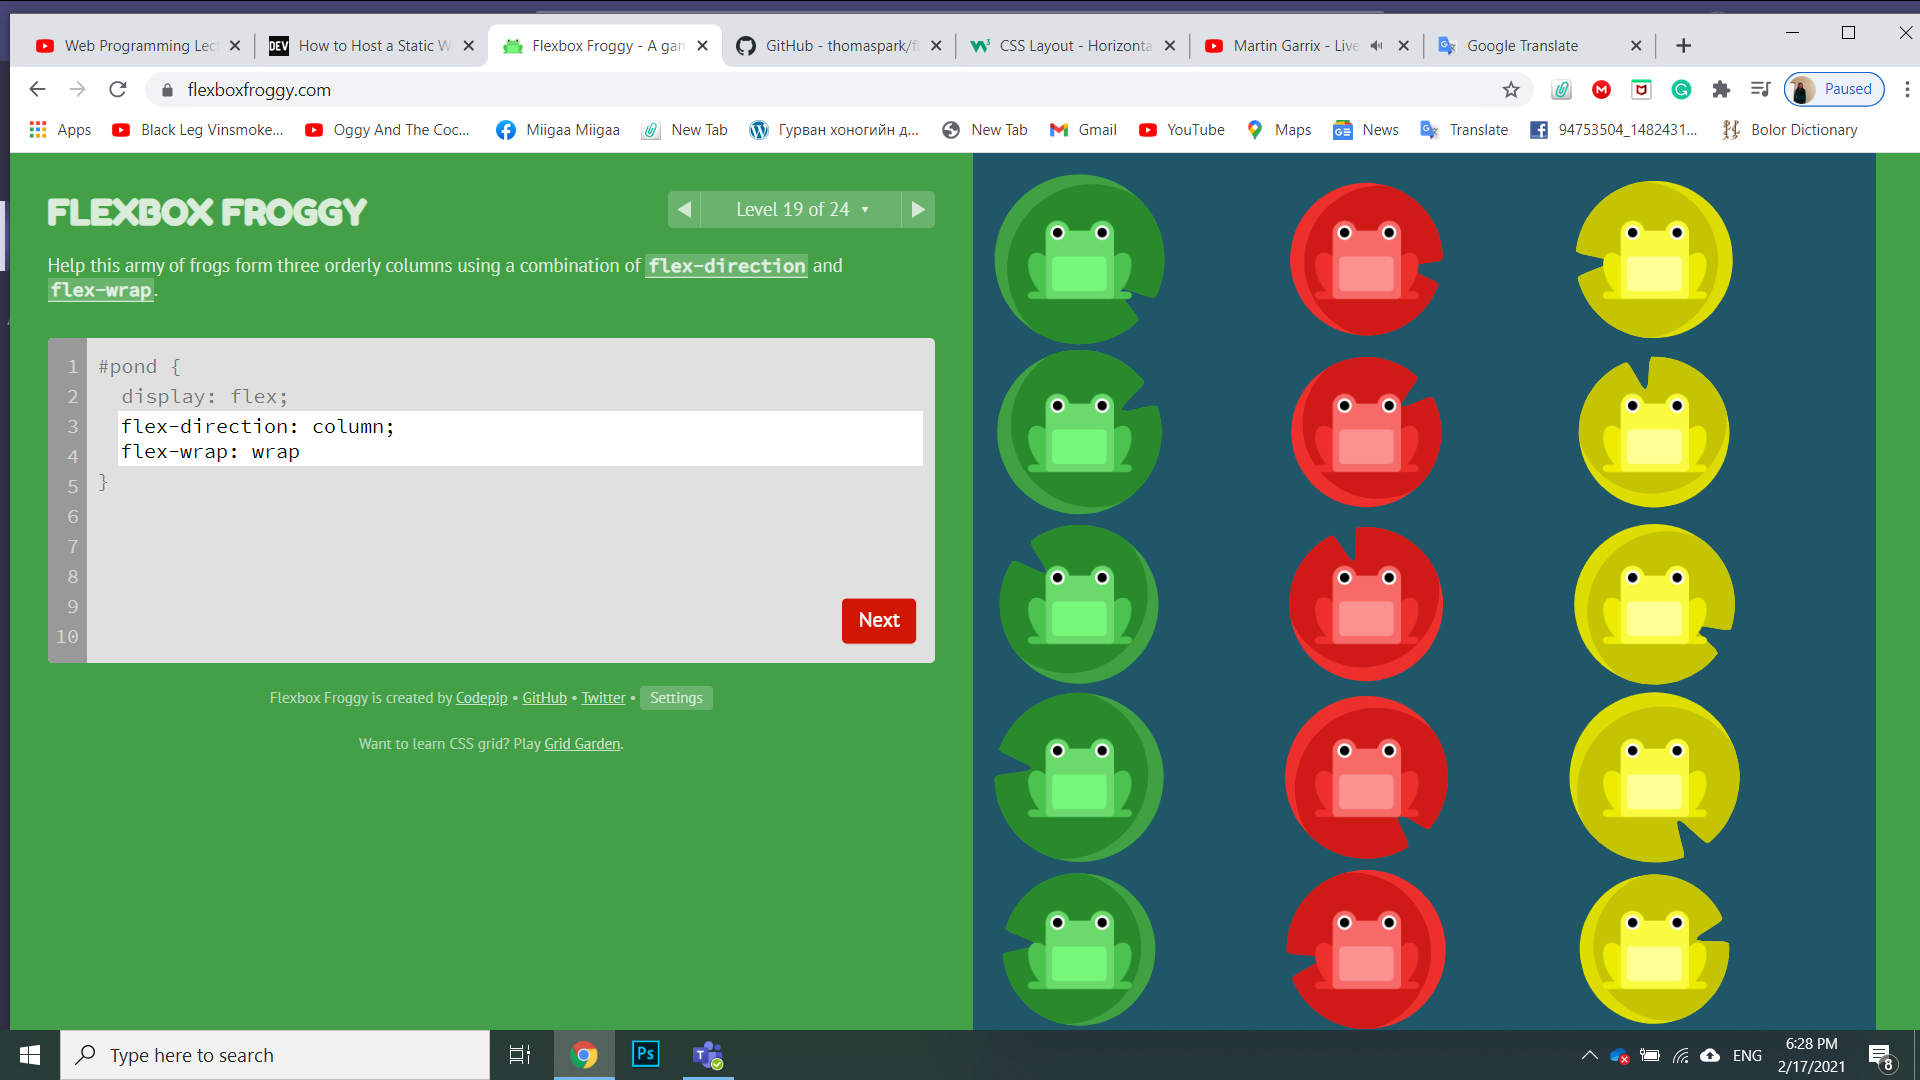 Web Programming Lec
How to Host a Static W
Flexbox Froggy - A gam
GitHub - thomaspark/fl
CSS Layout - Horizonta
Martin Garrix - Live
Google Translate
flexboxfroggy.com
Paused
Apps
Black Leg Vinsmoke...
Oggy And The Coc...
Miigaa Miigaa
New Tab
Гурван хоногийн д...
New Tab
Gmail
YouTube
Maps
News
Translate
94753504_1482431...
Bolor Dictionary
FLEXBOX FROGGY
Level 19 of 24
Help this army of frogs form three orderly columns using a combination of flex-direction and
flex-wrap.
1 #pond {
2 display: flex;
3 flex-direction: column;
4 flex-wrap: wrap
5 }
6
7
8
9
10
Next
Flexbox Froggy is created by Codepip • GitHub • Twitter • Settings
Want to learn CSS grid? Play Grid Garden.
Type here to search
Ps
ENG
6:28 PM
2/17/2021
8